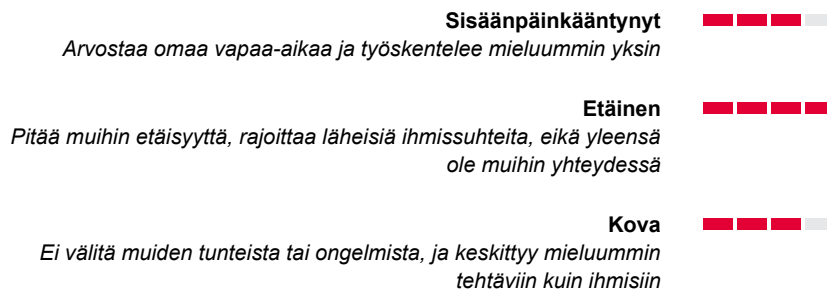 Sisäänpäinkääntynyt
Arvostaa omaa vapaa-aikaa ja työskentelee mieluummin yksin
Etäinen
Pitää muihin etäisyyttä, rajoittaa läheisiä ihmissuhteita, eikä yleensä
ole muihin yhteydessä
Kova
Ei välitä muiden tunteista tai ongelmista, ja keskittyy mieluummin
tehtäviin kuin ihmisiin